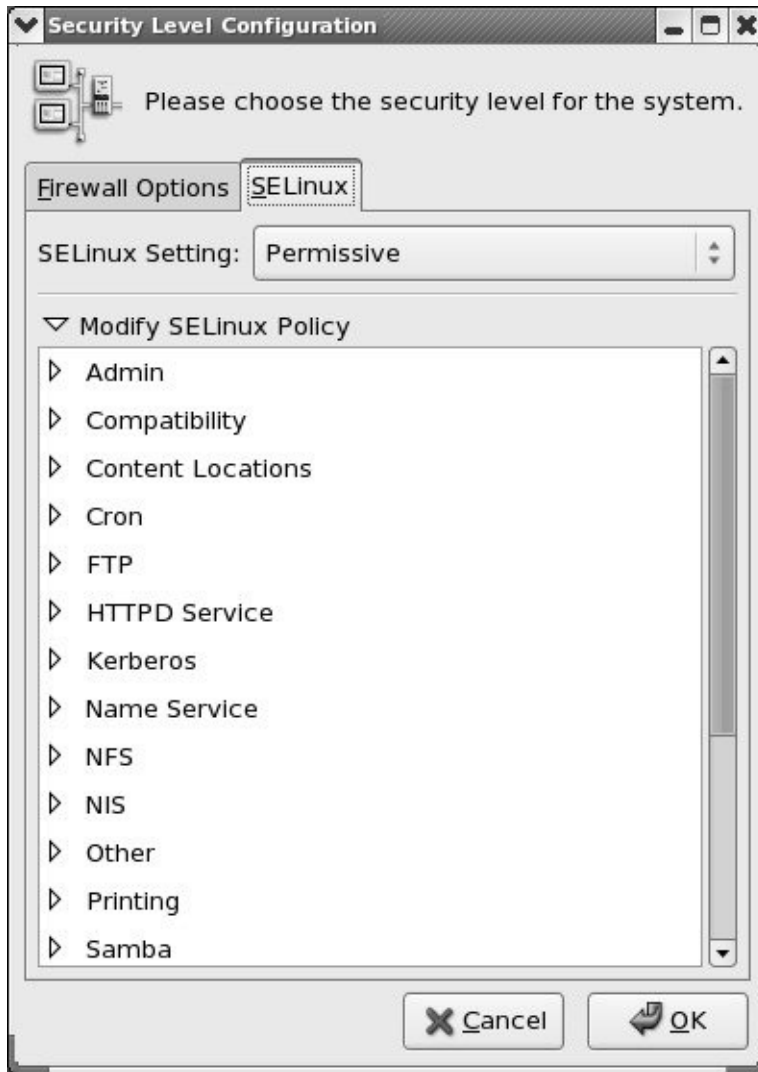 Security Level Configuration
Please choose the security level for the system.
Firewall Options SELinux
SELinux Setting: Permissive
Modify SELinux Policy
Admin
Compatibility
Content Locations
Cron
FTP
HTTPD Service
Kerberos
Name Service
NFS
NIS
Other
Printing
Samba
Cancel OK